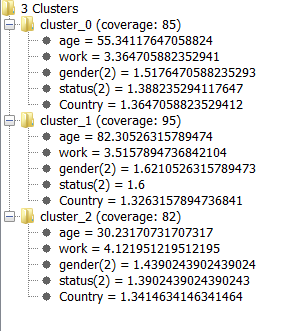 3 Clusters
cluster_0 (coverage: 85)
age = 55.34117647058824
work = 3.364705882352941
gender(2) = 1.5176470588235293
status(2) = 1.388235294117647
Country = 1.3647058823529412
cluster_1 (coverage: 95)
age = 82.30526315789474
work = 3.5157894736842104
gender(2) = 1.6210526315789473
status(2) = 1.6
Country = 1.3263157894736841
cluster_2 (coverage: 82)
age = 30.23170731707317
work = 4.121951219512195
gender(2) = 1.4390243902439024
status(2) = 1.3902439024390243
Country = 1.3414634146341464